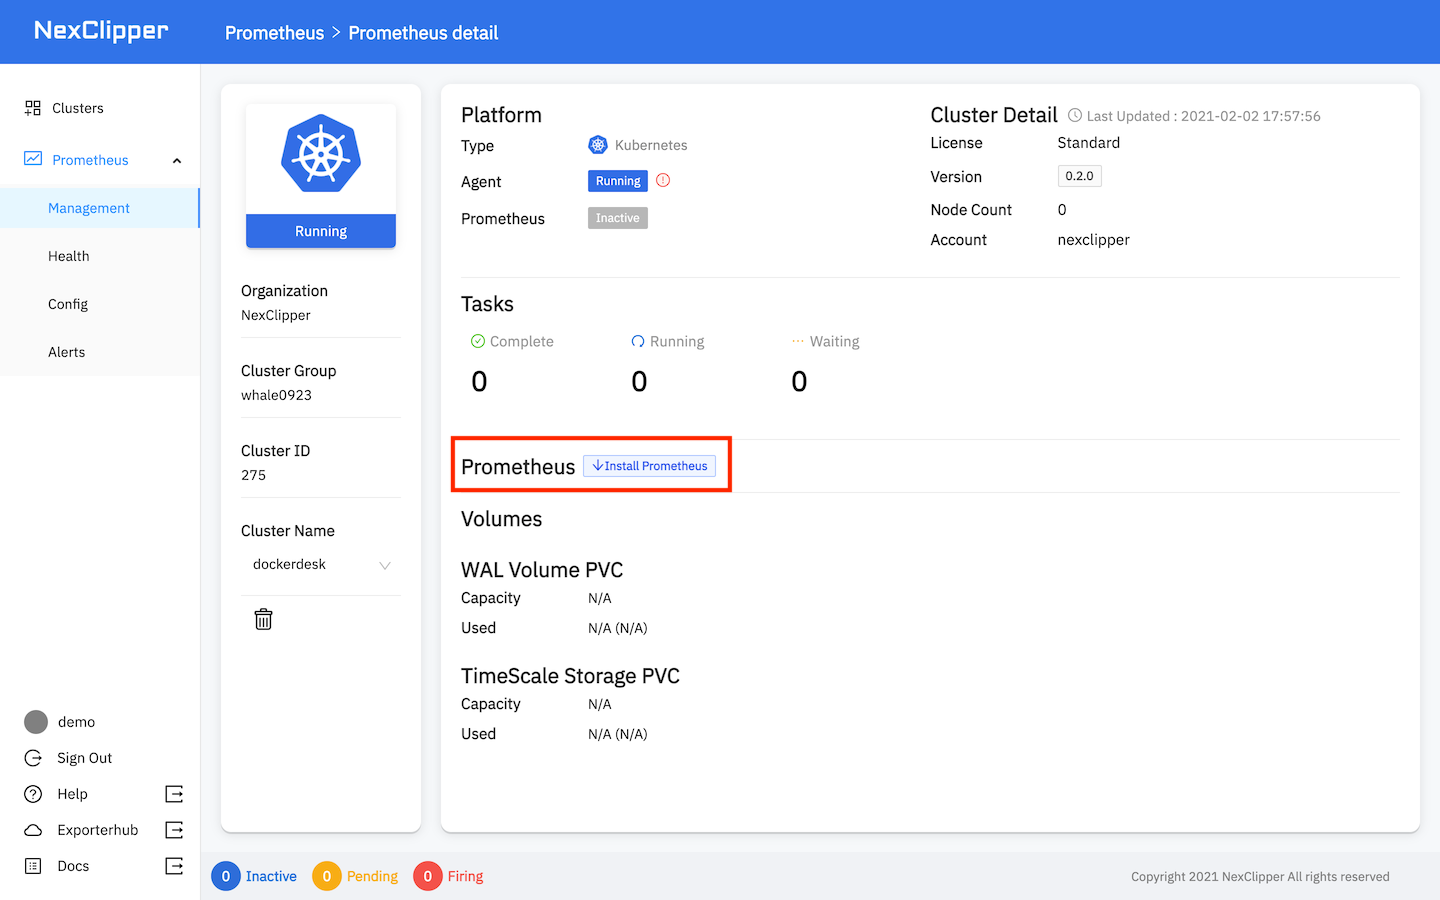 NexClipper
Prometheus > Prometheus detail
Clusters
Prometheus
Management
Health
Config
Alerts
demo
Sign Out
Help
Exporterhub
Docs
Running
Organization
NexClipper
Cluster Group
whale0923
Cluster ID
275
Cluster Name
dockerdesk
Platform
Type Kubernetes
Agent Running
Prometheus Inactive
Cluster Detail Last Updated : 2021-02-02 17:57:56
License Standard
Version 0.2.0
Node Count 0
Account nexclipper
Tasks
Complete Running Waiting
0 0 0
Prometheus Install Prometheus
Volumes
WAL Volume PVC
Capacity N/A
Used N/A (N/A)
TimeScale Storage PVC
Capacity N/A
Used N/A (N/A)
0 Inactive 0 Pending 0 Firing
Copyright 2021 NexClipper All rights reserved